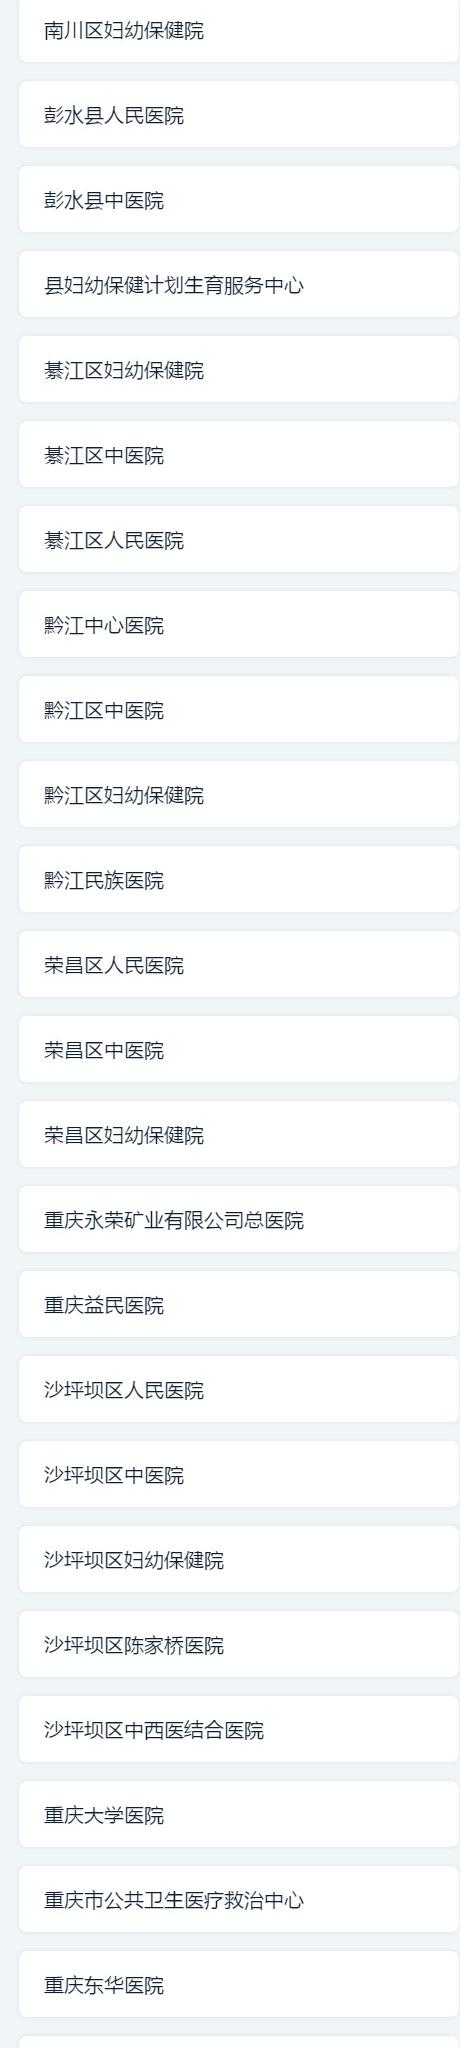 南川区妇幼保健院
彭水县人民医院
彭水县中医院
县妇幼保健计划生育服务中心
綦江区妇幼保健院
綦江区中医院
綦江区人民医院
黔江中心医院
黔江区中医院
黔江区妇幼保健院
黔江民族医院
荣昌区人民医院
荣昌区中医院
荣昌区妇幼保健院
重庆永荣矿业有限公司总医院
重庆益民医院
沙坪坝区人民医院
沙坪坝区中医院
沙坪坝区妇幼保健院
沙坪坝区陈家桥医院
沙坪坝区中西医结合医院
重庆大学医院
重庆市公共卫生医疗救治中心
重庆东华医院